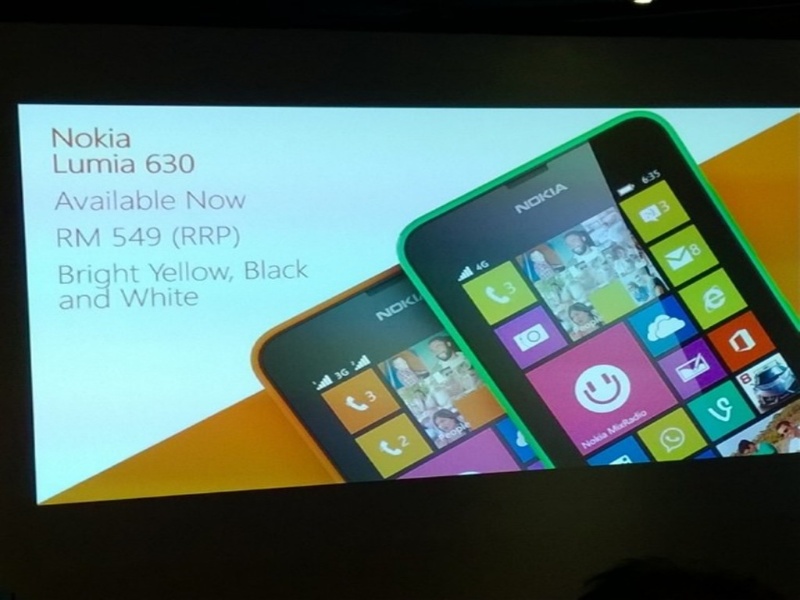 Nokia
Lumia 630
Available Now
RM 549 (RRP)
Bright Yellow, Black
and White
NOKIA
6:35
4G
3
3
8
Nokia MixRadio
NOKIA
3G
3
2
People